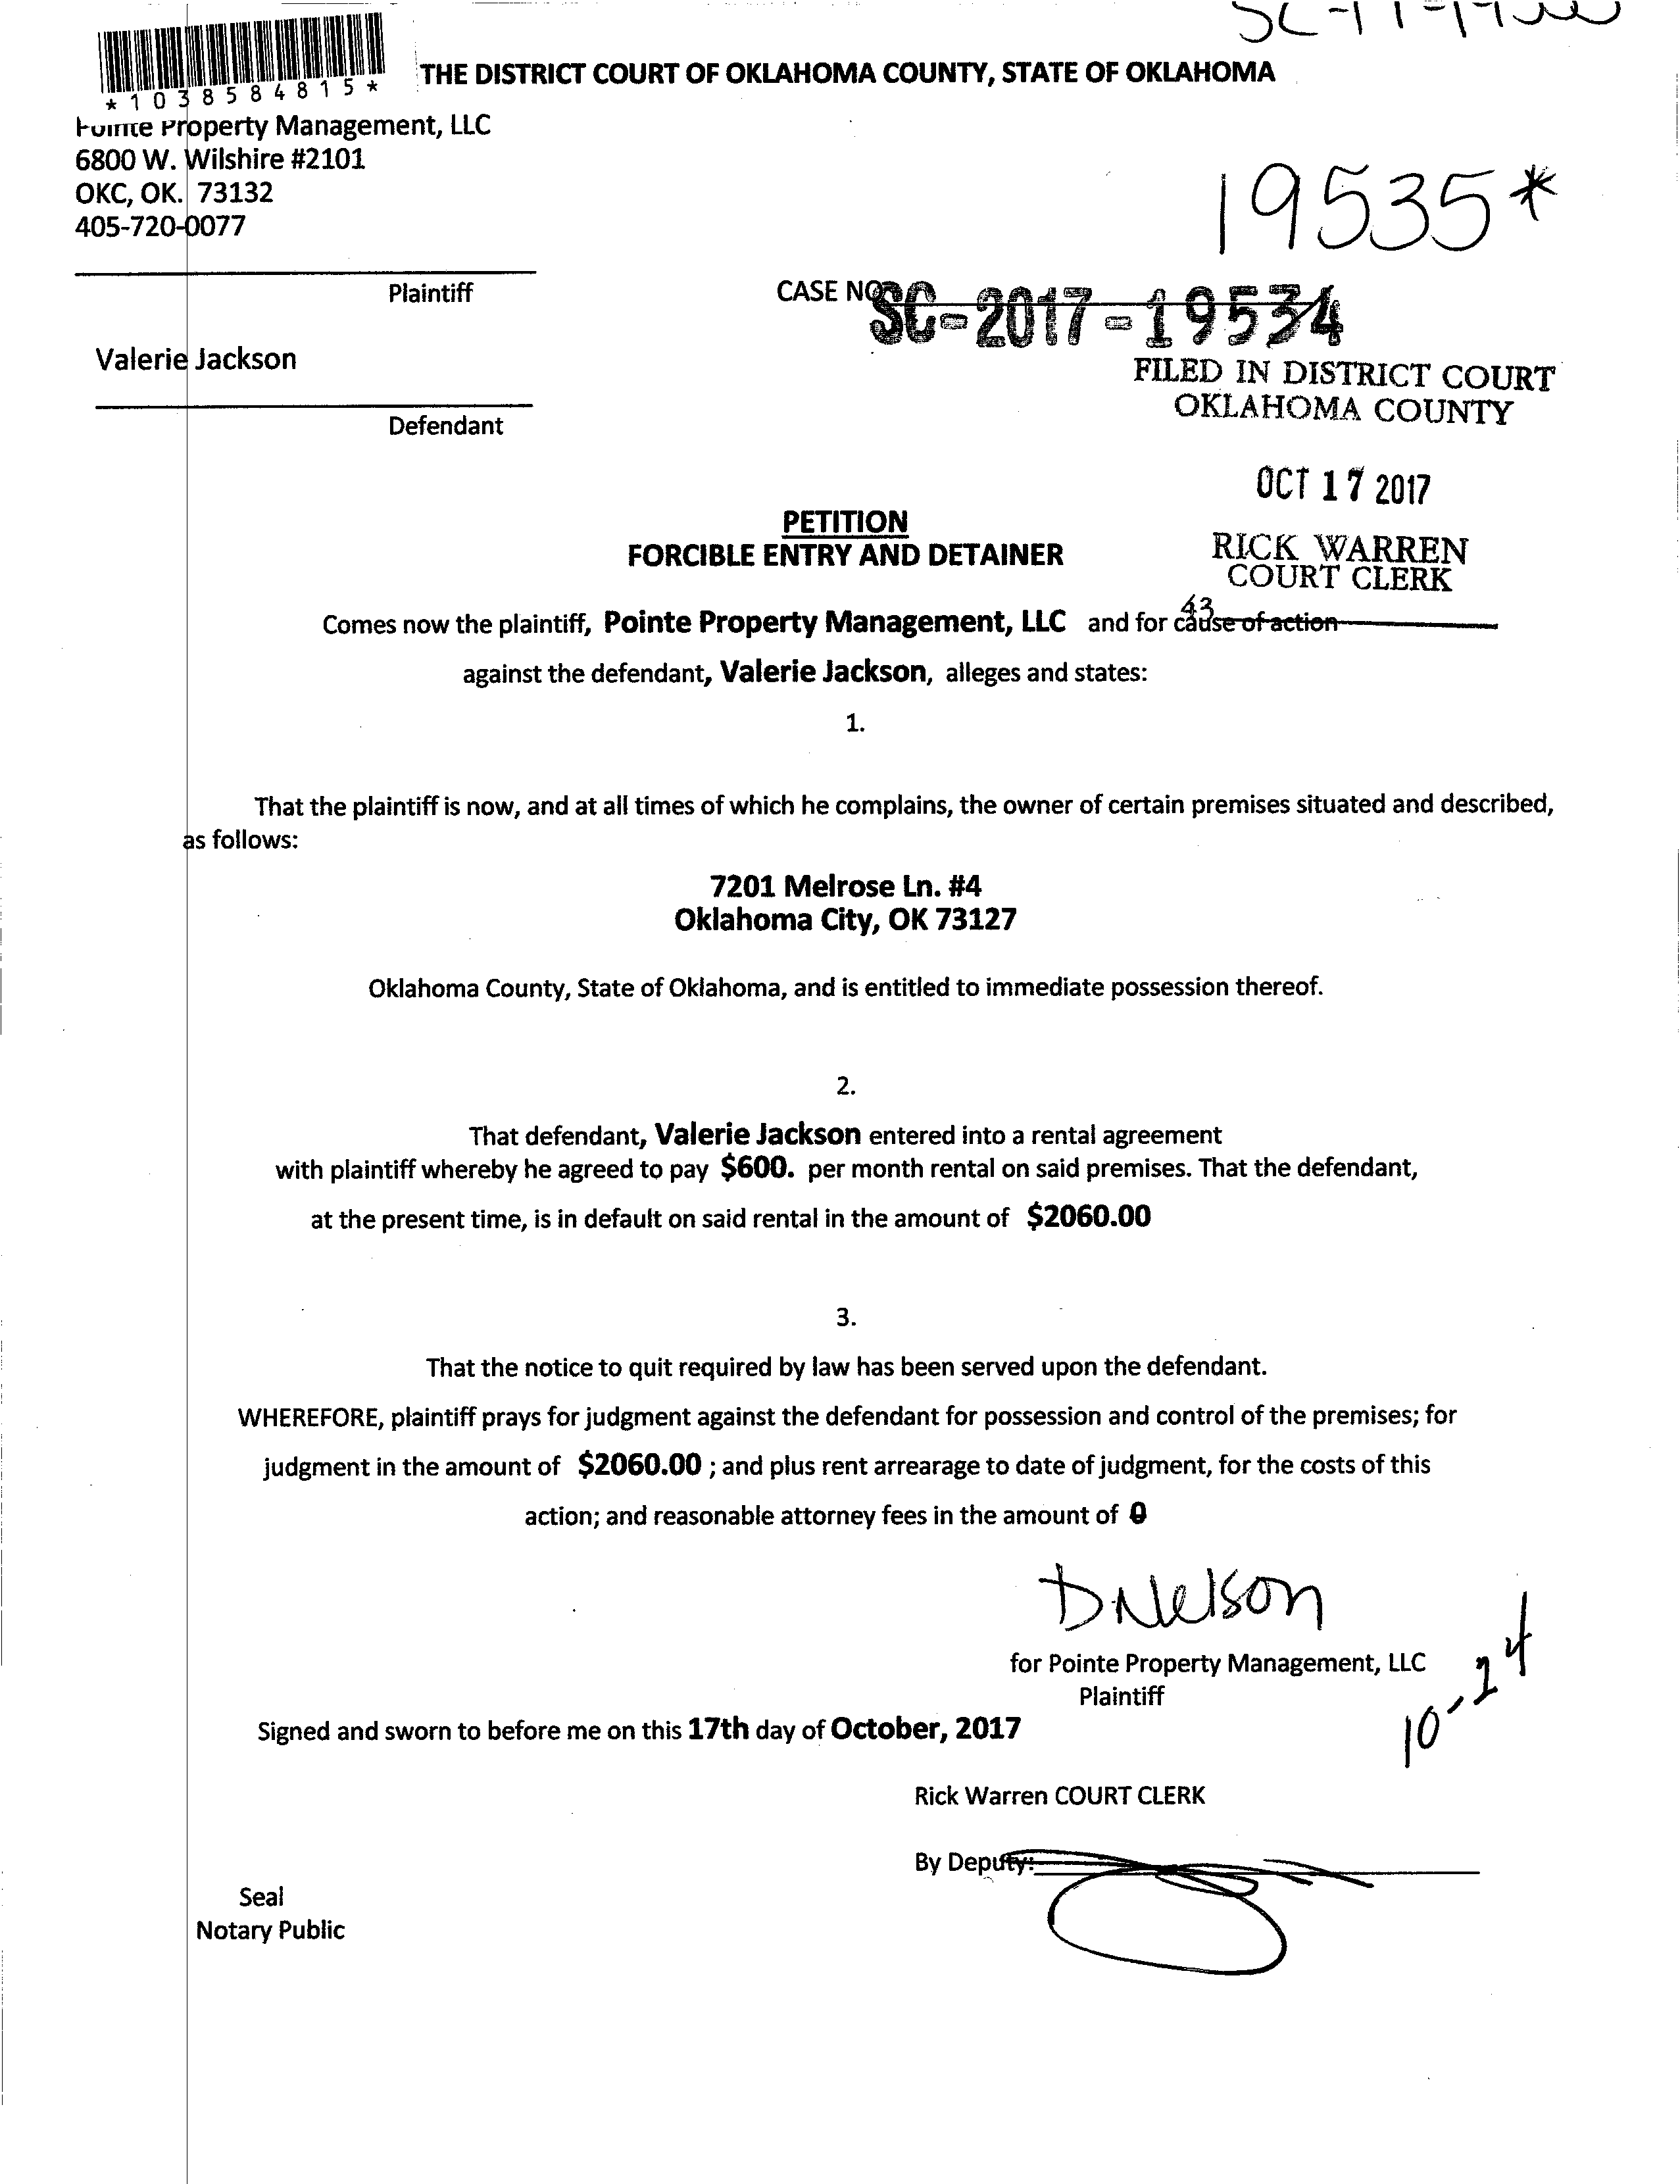 *1038584815*
THE DISTRICT COURT OF OKLAHOMA COUNTY, STATE OF OKLAHOMA
Pointe Property Management, LLC
6800 W. Wilshire #2101
OKC, OK. 73132
405-720-0077
19535*
Plaintiff
CASE NO SC-2017-19534
Valerie Jackson
FILED IN DISTRICT COURT
OKLAHOMA COUNTY
Defendant
OCT 17 2017
PETITION
FORCIBLE ENTRY AND DETAINER
RICK WARREN
COURT CLERK
43
Comes now the plaintiff, Pointe Property Management, LLC and for cause of action
against the defendant, Valerie Jackson, alleges and states:
1.
That the plaintiff is now, and at all times of which he complains, the owner of certain premises situated and described,
as follows:
7201 Melrose Ln. #4
Oklahoma City, OK 73127
Oklahoma County, State of Oklahoma, and is entitled to immediate possession thereof.
2.
That defendant, Valerie Jackson entered into a rental agreement
with plaintiff whereby he agreed to pay $600. per month rental on said premises. That the defendant,
at the present time, is in default on said rental in the amount of $2060.00
3.
That the notice to quit required by law has been served upon the defendant.
WHEREFORE, plaintiff prays for judgment against the defendant for possession and control of the premises; for
judgment in the amount of $2060.00 ; and plus rent arrearage to date of judgment, for the costs of this
action; and reasonable attorney fees in the amount of 0
DNelson
for Pointe Property Management, LLC
Plaintiff
10-24
Signed and sworn to before me on this 17th day of October, 2017
Rick Warren COURT CLERK
By Deputy:
Seal
Notary Public